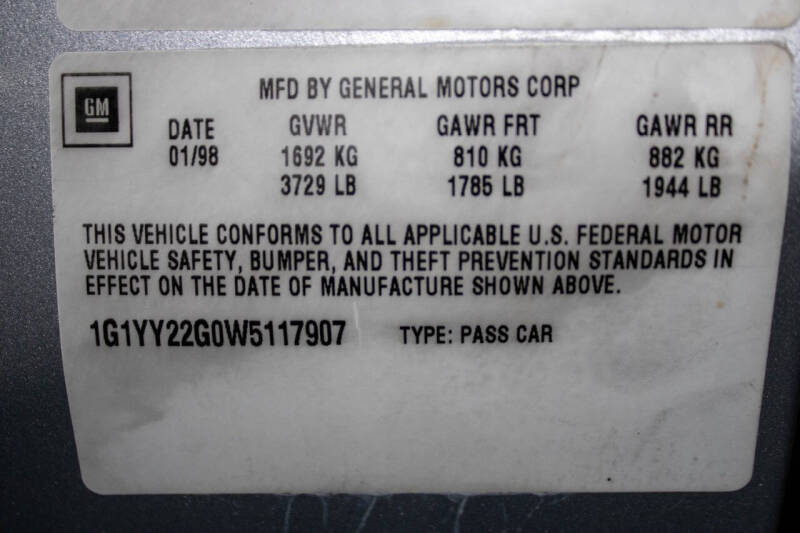 GM
MFD BY GENERAL MOTORS CORP
DATE GVWR GAWR FRT GAWR RR
01/98 1692 KG 810 KG 882 KG
3729 LB 1785 LB 1944 LB
THIS VEHICLE CONFORMS TO ALL APPLICABLE U.S. FEDERAL MOTOR
VEHICLE SAFETY, BUMPER, AND THEFT PREVENTION STANDARDS IN
EFFECT ON THE DATE OF MANUFACTURE SHOWN ABOVE.
1G1YY22G0W5117907 TYPE: PASS CAR